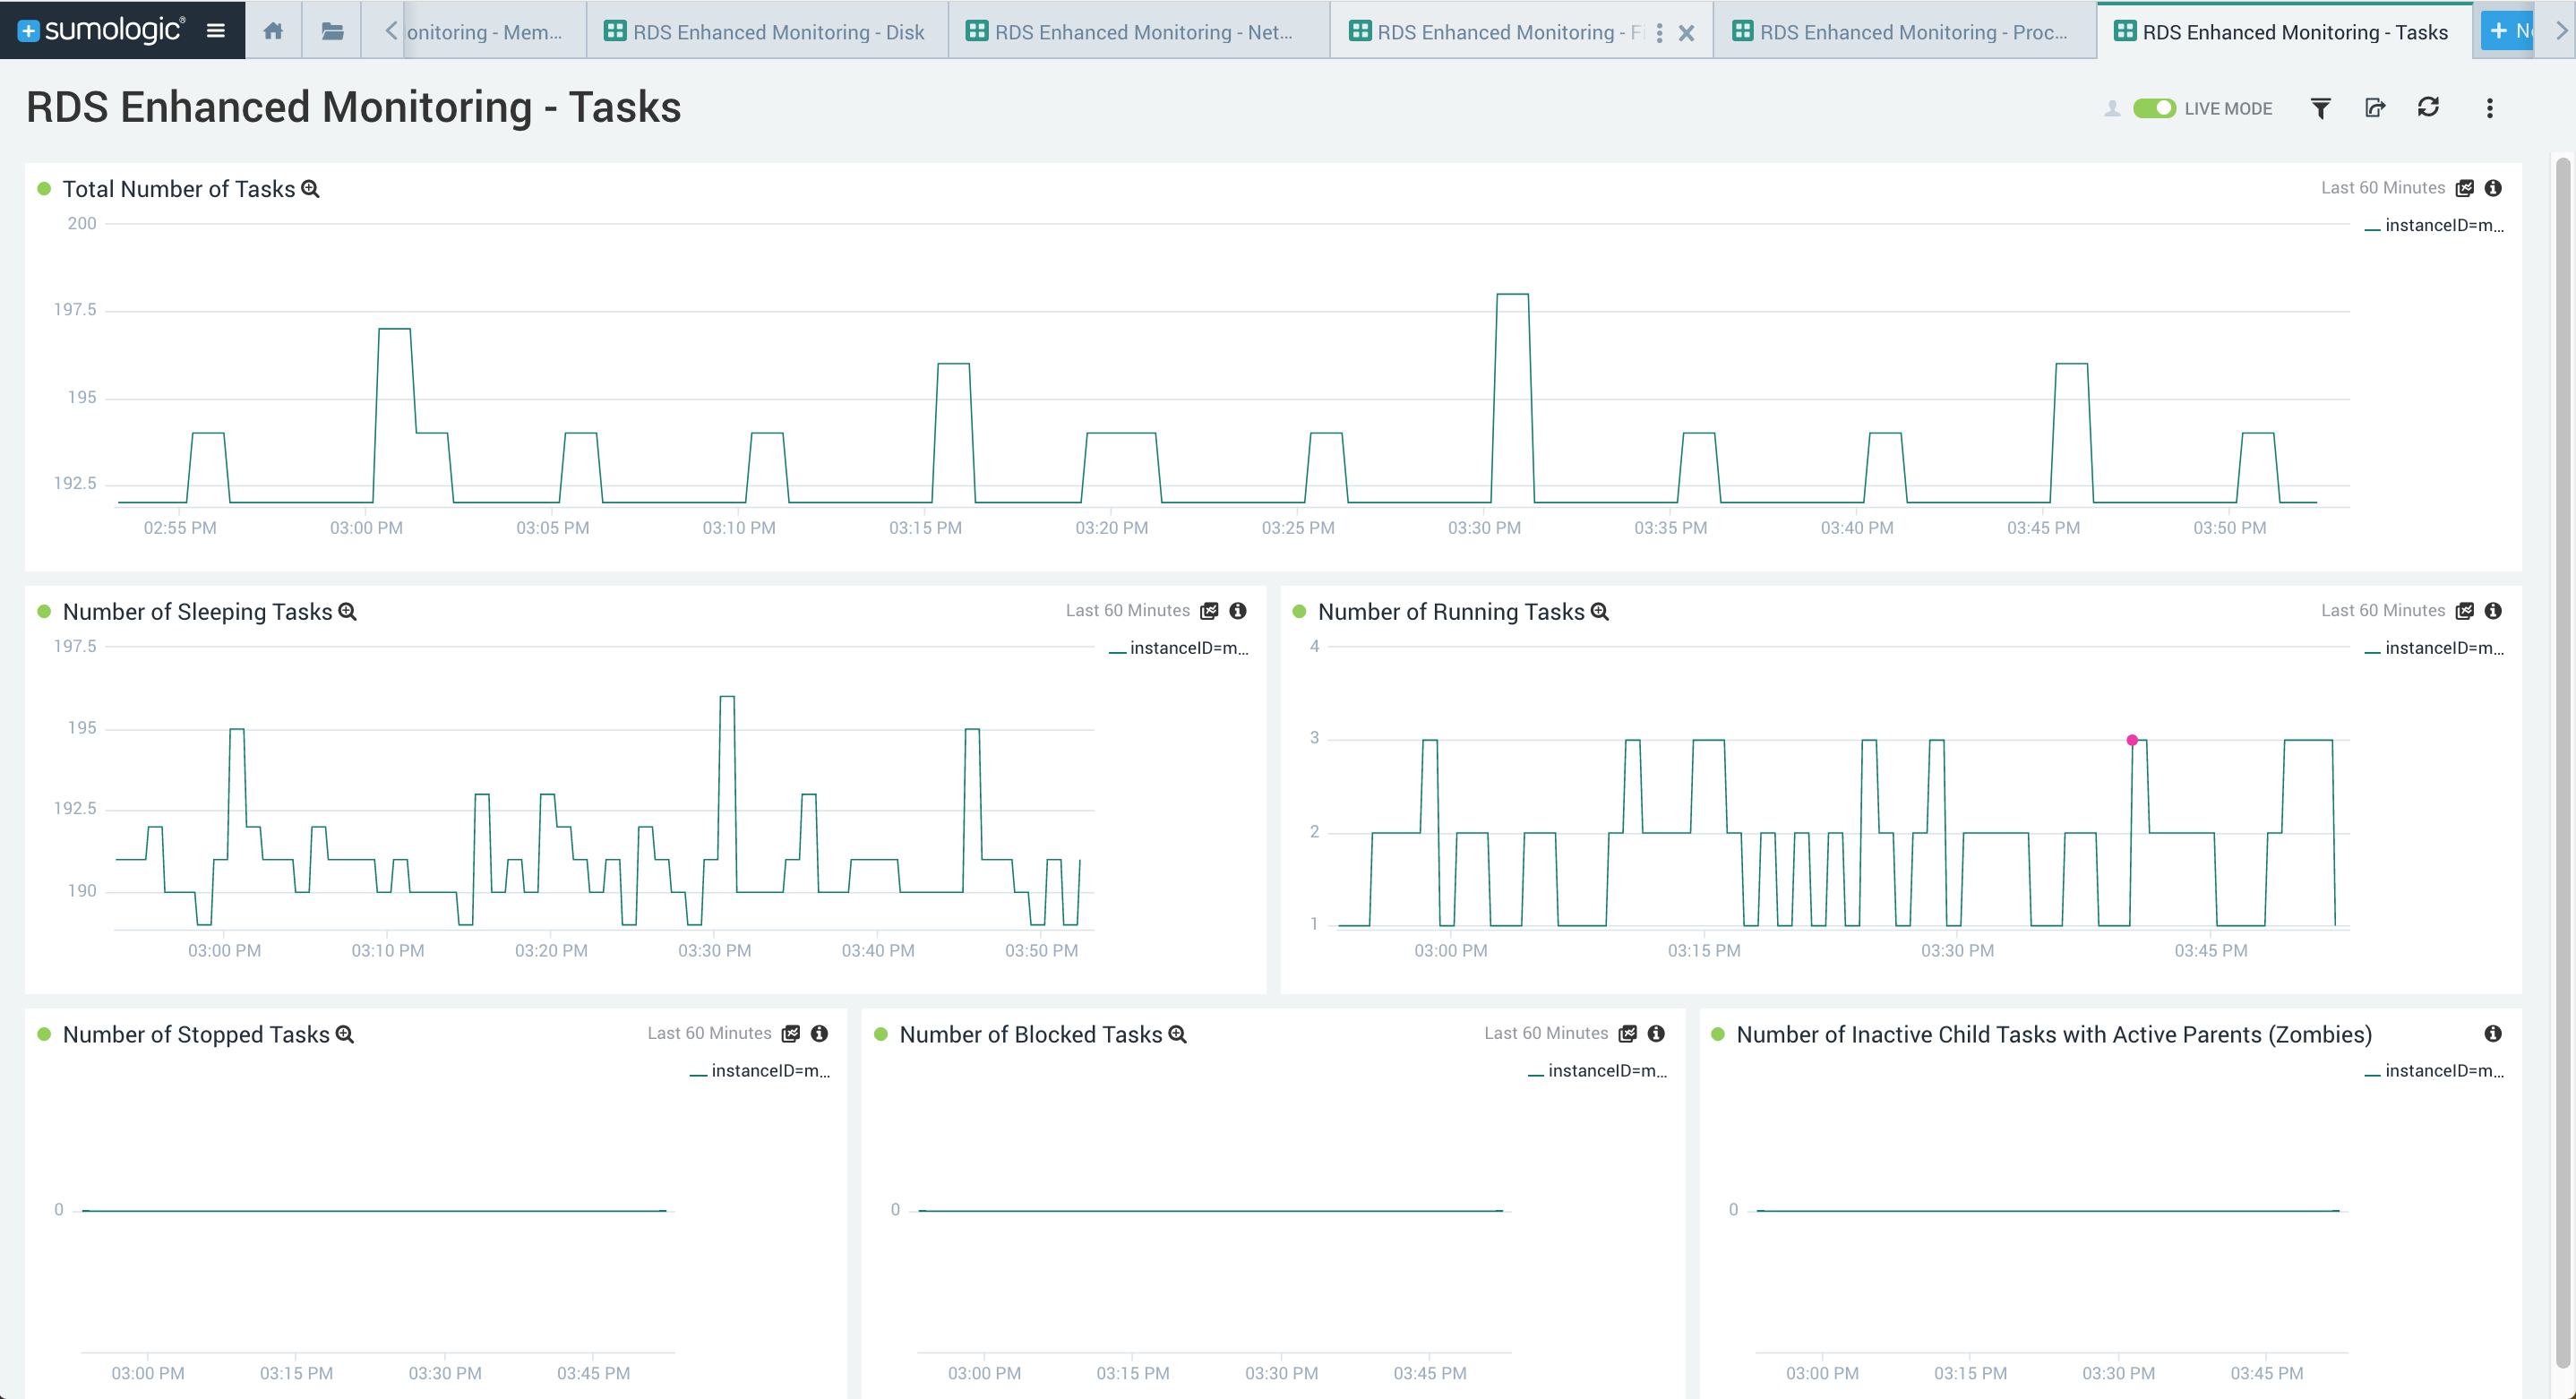 sumologic
onitoring - Mem...
RDS Enhanced Monitoring - Disk
RDS Enhanced Monitoring - Net...
RDS Enhanced Monitoring - Fi
RDS Enhanced Monitoring - Proc...
RDS Enhanced Monitoring - Tasks
+ N
RDS Enhanced Monitoring - Tasks
LIVE MODE
Total Number of Tasks
Last 60 Minutes
instanceID=m...
200
197.5
195
192.5
02:55 PM 03:00 PM 03:05 PM 03:10 PM 03:15 PM 03:20 PM 03:25 PM 03:30 PM 03:35 PM 03:40 PM 03:45 PM 03:50 PM
Number of Sleeping Tasks
Last 60 Minutes
instanceID=m...
197.5
195
192.5
190
03:00 PM 03:10 PM 03:20 PM 03:30 PM 03:40 PM 03:50 PM
Number of Running Tasks
Last 60 Minutes
instanceID=m...
4
3
2
1
03:00 PM 03:15 PM 03:30 PM 03:45 PM
Number of Stopped Tasks
Last 60 Minutes
instanceID=m...
0
03:00 PM 03:15 PM 03:30 PM 03:45 PM
Number of Blocked Tasks
Last 60 Minutes
instanceID=m...
0
03:00 PM 03:15 PM 03:30 PM 03:45 PM
Number of Inactive Child Tasks with Active Parents (Zombies)
instanceID=m...
0
03:00 PM 03:15 PM 03:30 PM 03:45 PM